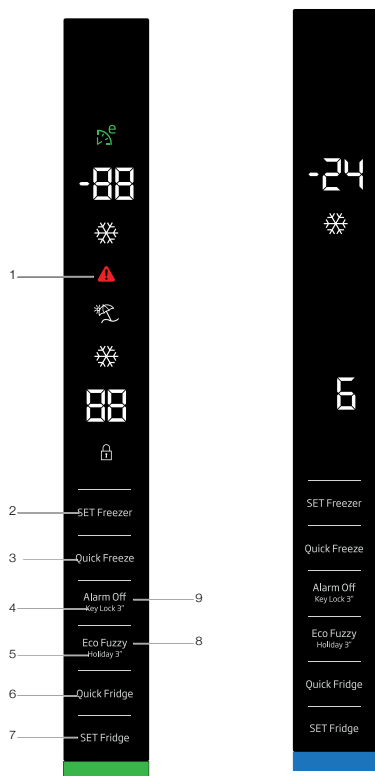 e
-88
1
88
2
SET Freezer
3
Quick Freeze
Alarm Off
9
4
Key Lock 3"
Eco Fuzzy
8
5
Holiday 3"
6
Quick Fridge
7
SET Fridge
-24
6
SET Freezer
Quick Freeze
Alarm Off
Key Lock 3"
Eco Fuzzy
Holiday 3"
Quick Fridge
SET Fridge